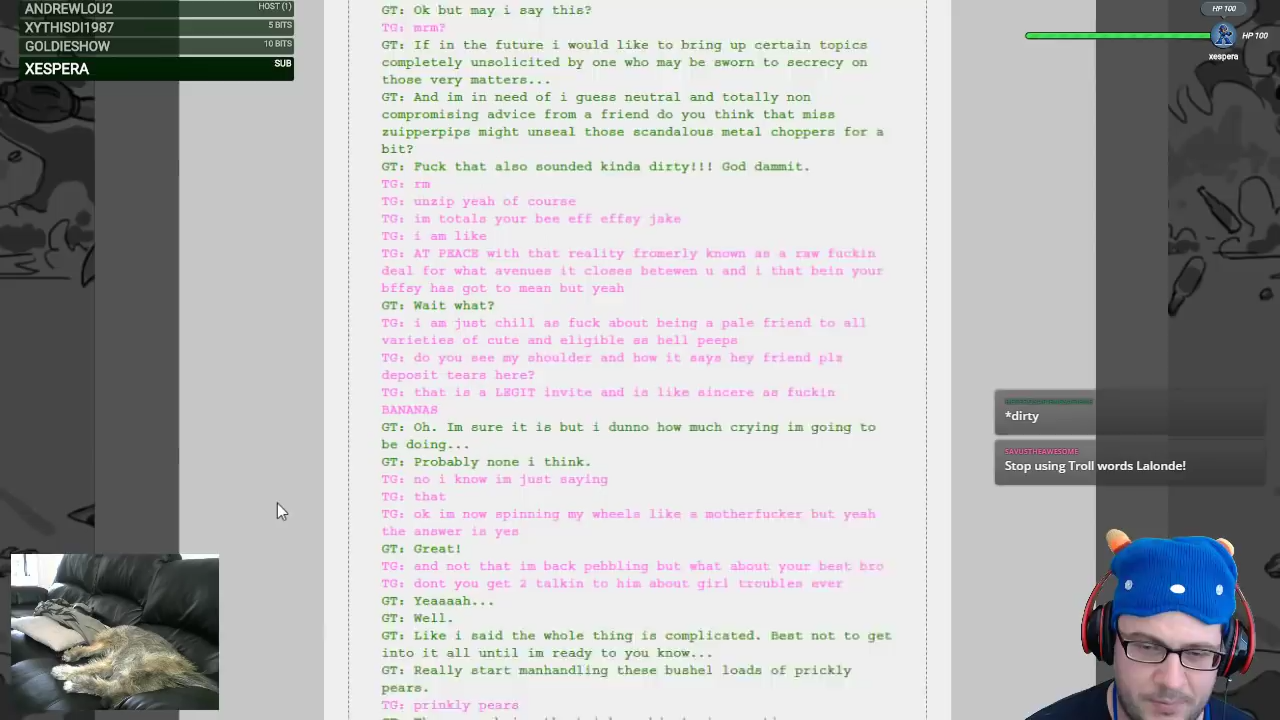 ANDREWLOU2
HOST (1)
XYTHISDI1987
5 BITS
GOLDIESHOW
10 BITS
XESPERA
SUB
HP 100
HP 100
xespera
GT: Ok but may i say this?
TG: mrm?
GT: If in the future i would like to bring up certain topics
completely unsolicited by one who may be sworn to secrecy on
those very matters...
GT: And im in need of i guess neutral and totally non
compromising advice from a friend do you think that miss
zuipperpips might unseal those scandalous metal choppers for a
bit?
GT: Fuck that also sounded kinda dirty!!! God dammit.
TG: rm
TG: unzip yeah of course
TG: im totals your bee eff effsy jake
TG: i am like
TG: AT PEACE with that reality fromerly known as a raw fuckin
deal for what avenues it closes betewen u and i that bein your
bffsy has got to mean but yeah
GT: Wait what?
TG: i am just chill as fuck about being a pale friend to all
varieties of cute and eligible as hell peeps
TG: do you see my shoulder and how it says hey friend pls
deposit tears here?
TG: that is a LEGIT invite and is like sincere as fuckin
BANANAS
GT: Oh. Im sure it is but i dunno how much crying im going to
be doing...
GT: Probably none i think.
TG: no i know im just saying
TG: that
TG: ok im now spinning my wheels like a motherfucker but yeah
the answer is yes
GT: Great!
TG: and not that im back pebbling but what about your best bro
TG: dont you get 2 talkin to him about girl troubles ever
GT: Yeaaaah...
GT: Well.
GT: Like i said the whole thing is complicated. Best not to get
into it all until im ready to you know...
GT: Really start manhandling these bushel loads of prickly
pears.
TG: prinkly pears
*dirty
SAVUSTHEAWESOME
Stop using Troll words Lalonde!